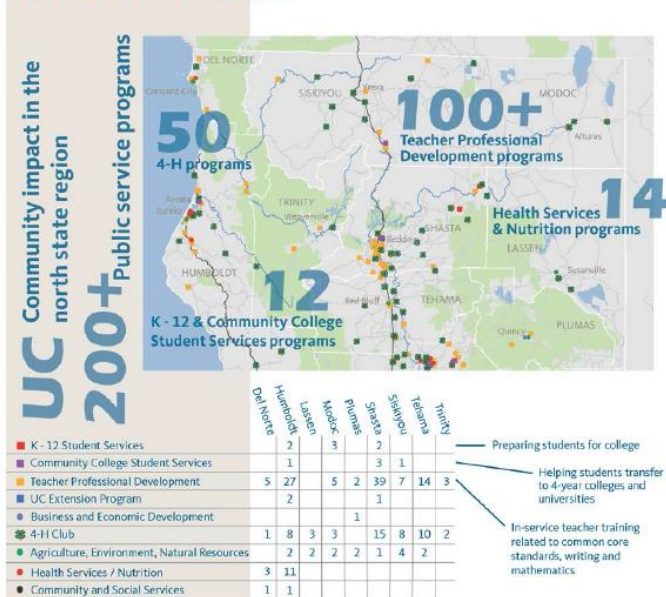 UC Community impact in the
north state region
200+ Public service programs
DEL NORTE
Crescent City
SISKIYOU
Yreka
MODOC
Alturas
50
4-H programs
100+
Teacher Professional
Development programs
14
Health Services
& Nutrition programs
TRINITY
Weaverville
Arcata
Eureka
HUMBOLDT
Redding
SHASTA
LASSEN
Susanville
12
K - 12 & Community College
Student Services programs
Red Bluff
TEHAMA
Quincy
PLUMAS
Del Norte Humboldt Lassen Modoc Plumas Shasta Siskiyou Tehama Trinity
K - 12 Student Services 2 3 2
Preparing students for college
Community College Student Services 1 3 1
Helping students transfer
to 4-year colleges and
universities
Teacher Professional Development 5 27 5 2 39 7 14 3
In-service teacher training
related to common core
standards, writing and
mathematics
UC Extension Program 2 1
Business and Economic Development 1
4-H Club 1 8 3 3 15 8 10 2
Agriculture, Environment, Natural Resources 2 2 2 2 1 4 2
Health Services / Nutrition 3 11
Community and Social Services 1 1